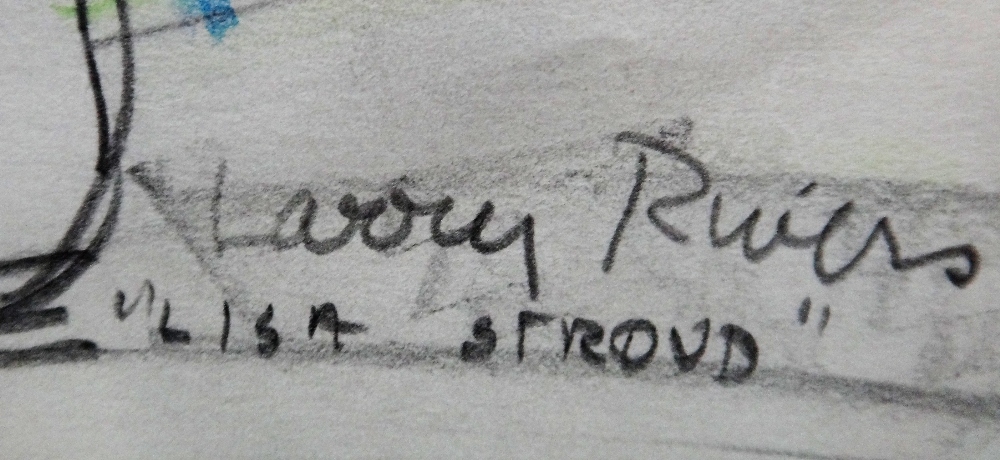 Larry Rivers
"LISA STROUD"